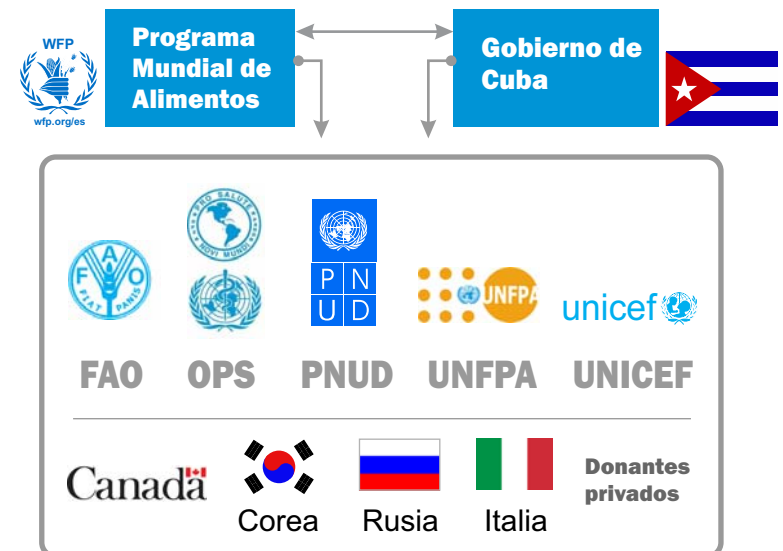 WFP
wfp.org/es
Programa
Mundial de
Alimentos
Gobierno de
Cuba
PRO SALUTE
NOVI MUNDI
F A O
FIAT PANIS
P N
U D
UNFPA
unicef
FAO OPS PNUD UNFPA UNICEF
Canada
Corea Rusia Italia
Donantes
privados